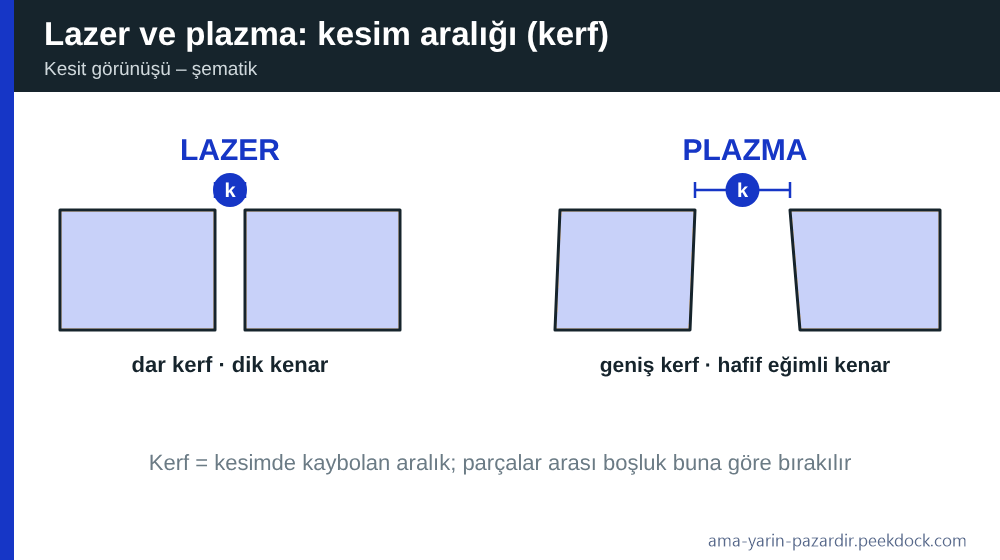 Lazer ve plazma: kesim aralığı (kerf)
Kesit görünüşü – şematik
LAZER
PLAZMA
k
k
dar kerf · dik kenar
geniş kerf · hafif eğimli kenar
Kerf = kesimde kaybolan aralık; parçalar arası boşluk buna göre bırakılır
ama-yarin-pazardir.peekdock.com